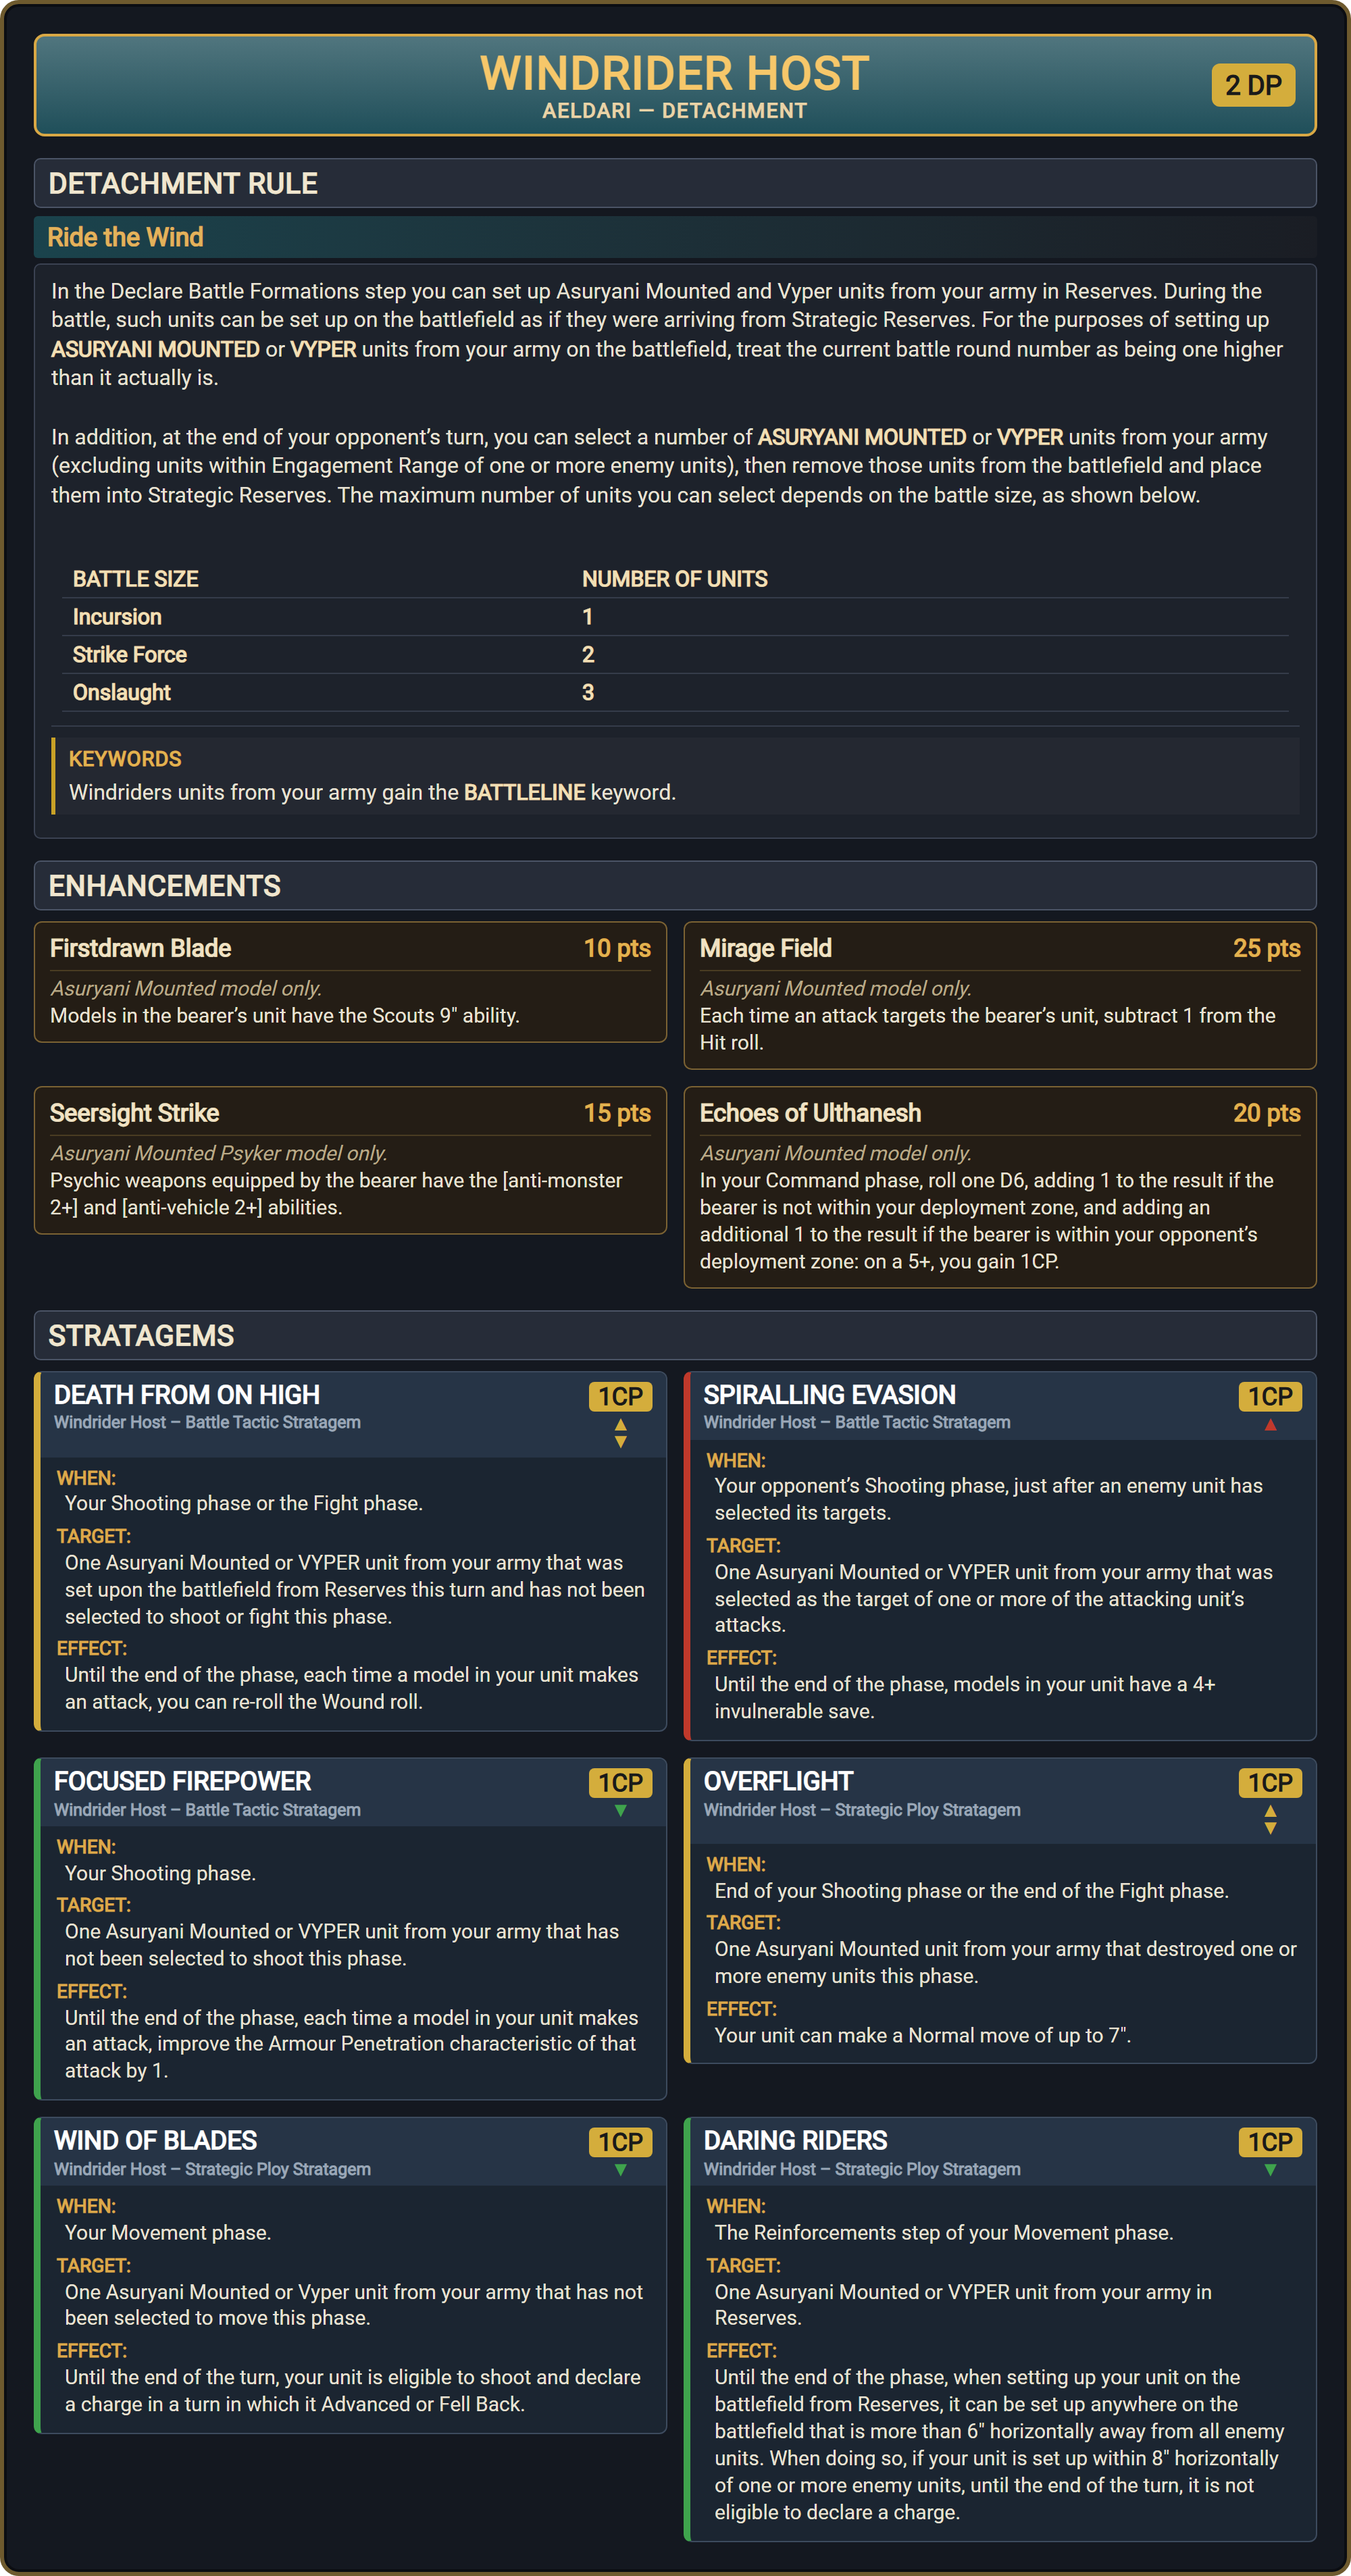 WINDRIDER HOST
AELDARI — DETACHMENT
2 DP
DETACHMENT RULE
Ride the Wind
In the Declare Battle Formations step you can set up Asuryani Mounted and Vyper units from your army in Reserves. During the
battle, such units can be set up on the battlefield as if they were arriving from Strategic Reserves. For the purposes of setting up
ASURYANI MOUNTED or VYPER units from your army on the battlefield, treat the current battle round number as being one higher
than it actually is.
In addition, at the end of your opponent’s turn, you can select a number of ASURYANI MOUNTED or VYPER units from your army
(excluding units within Engagement Range of one or more enemy units), then remove those units from the battlefield and place
them into Strategic Reserves. The maximum number of units you can select depends on the battle size, as shown below.
BATTLE SIZE NUMBER OF UNITS
Incursion 1
Strike Force 2
Onslaught 3
KEYWORDS
Windriders units from your army gain the BATTLELINE keyword.
ENHANCEMENTS
Firstdrawn Blade 10 pts
Asuryani Mounted model only.
Models in the bearer’s unit have the Scouts 9" ability.
Mirage Field 25 pts
Asuryani Mounted model only.
Each time an attack targets the bearer’s unit, subtract 1 from the
Hit roll.
Seersight Strike 15 pts
Asuryani Mounted Psyker model only.
Psychic weapons equipped by the bearer have the [anti-monster
2+] and [anti-vehicle 2+] abilities.
Echoes of Ulthanesh 20 pts
Asuryani Mounted model only.
In your Command phase, roll one D6, adding 1 to the result if the
bearer is not within your deployment zone, and adding an
additional 1 to the result if the bearer is within your opponent’s
deployment zone: on a 5+, you gain 1CP.
STRATAGEMS
DEATH FROM ON HIGH 1CP
Windrider Host – Battle Tactic Stratagem
▲
▼
WHEN:
Your Shooting phase or the Fight phase.
TARGET:
One Asuryani Mounted or VYPER unit from your army that was
set upon the battlefield from Reserves this turn and has not been
selected to shoot or fight this phase.
EFFECT:
Until the end of the phase, each time a model in your unit makes
an attack, you can re-roll the Wound roll.
SPIRALLING EVASION 1CP
Windrider Host – Battle Tactic Stratagem ▲
WHEN:
Your opponent’s Shooting phase, just after an enemy unit has
selected its targets.
TARGET:
One Asuryani Mounted or VYPER unit from your army that was
selected as the target of one or more of the attacking unit’s
attacks.
EFFECT:
Until the end of the phase, models in your unit have a 4+
invulnerable save.
FOCUSED FIREPOWER 1CP
Windrider Host – Battle Tactic Stratagem ▼
WHEN:
Your Shooting phase.
TARGET:
One Asuryani Mounted or VYPER unit from your army that has
not been selected to shoot this phase.
EFFECT:
Until the end of the phase, each time a model in your unit makes
an attack, improve the Armour Penetration characteristic of that
attack by 1.
OVERFLIGHT 1CP
Windrider Host – Strategic Ploy Stratagem
▲
▼
WHEN:
End of your Shooting phase or the end of the Fight phase.
TARGET:
One Asuryani Mounted unit from your army that destroyed one or
more enemy units this phase.
EFFECT:
Your unit can make a Normal move of up to 7".
WIND OF BLADES 1CP
Windrider Host – Strategic Ploy Stratagem ▼
WHEN:
Your Movement phase.
TARGET:
One Asuryani Mounted or Vyper unit from your army that has not
been selected to move this phase.
EFFECT:
Until the end of the turn, your unit is eligible to shoot and declare
a charge in a turn in which it Advanced or Fell Back.
DARING RIDERS 1CP
Windrider Host – Strategic Ploy Stratagem ▼
WHEN:
The Reinforcements step of your Movement phase.
TARGET:
One Asuryani Mounted or VYPER unit from your army in
Reserves.
EFFECT:
Until the end of the phase, when setting up your unit on the
battlefield from Reserves, it can be set up anywhere on the
battlefield that is more than 6" horizontally away from all enemy
units. When doing so, if your unit is set up within 8" horizontally
of one or more enemy units, until the end of the turn, it is not
eligible to declare a charge.